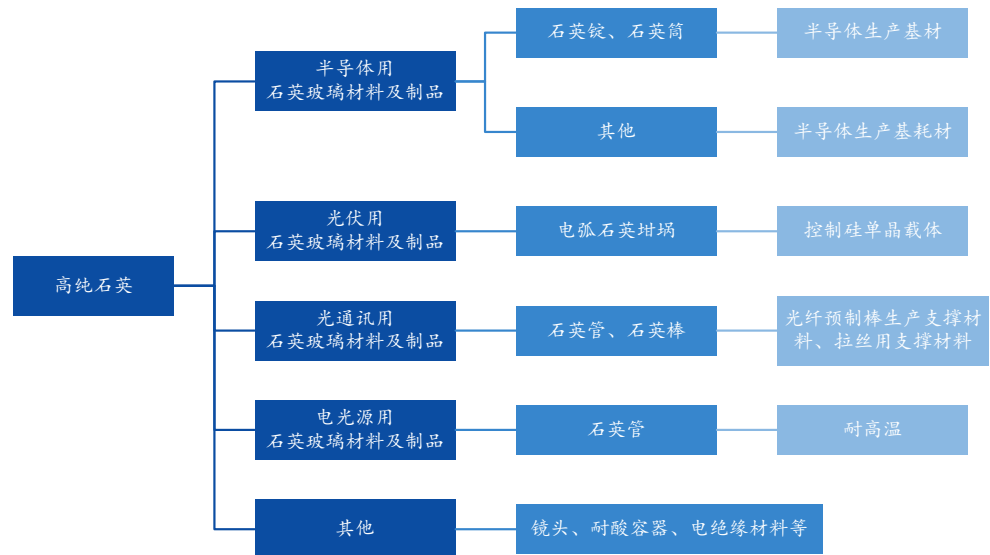 高纯石英
半导体用
石英玻璃材料及制品
石英锭、石英筒
半导体生产基材
其他
半导体生产基耗材
光伏用
石英玻璃材料及制品
电弧石英坩埚
控制硅单晶载体
光通讯用
石英玻璃材料及制品
石英管、石英棒
光纤预制棒生产支撑材
料、拉丝用支撑材料
电光源用
石英玻璃材料及制品
石英管
耐高温
其他
镜头、耐酸容器、电绝缘材料等